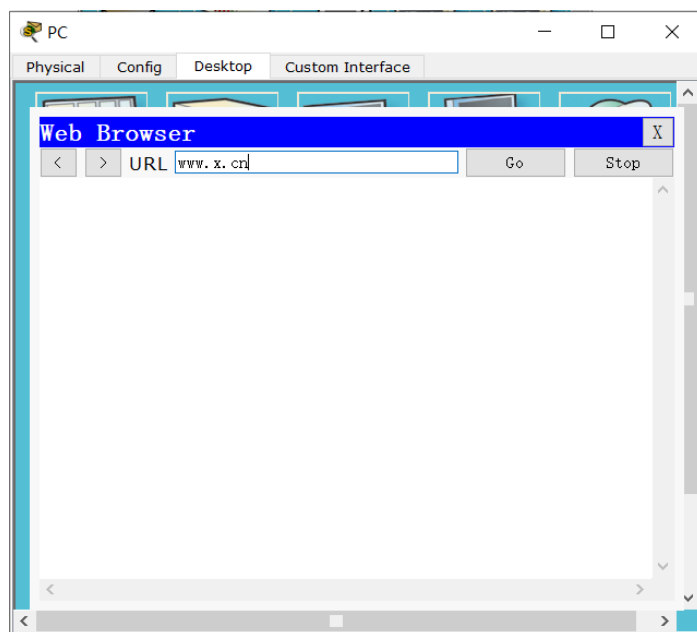 PC
Physical Config Desktop Custom Interface
Web Browser X
< > URL www.x.cn Go Stop